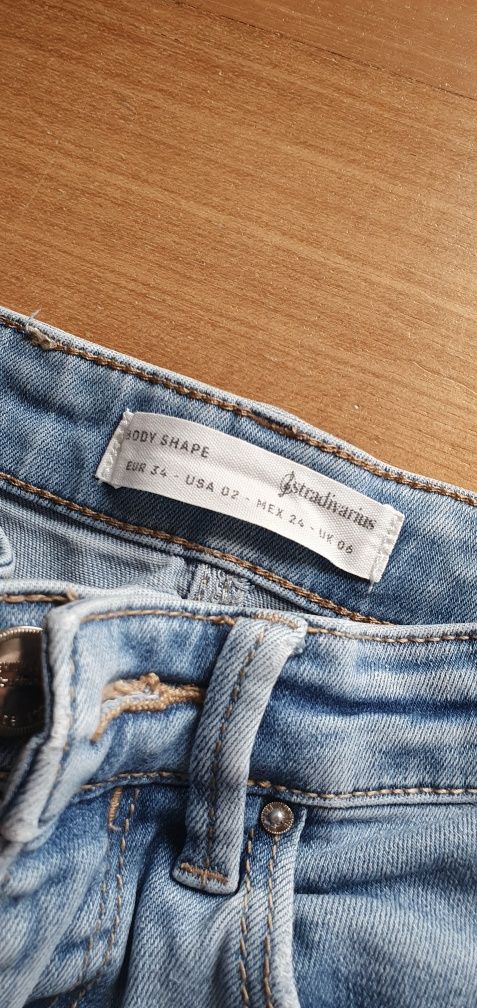 BODY SHAPE
stradivarius
EUR 34 - USA 02 - MEX 24 - UK 06